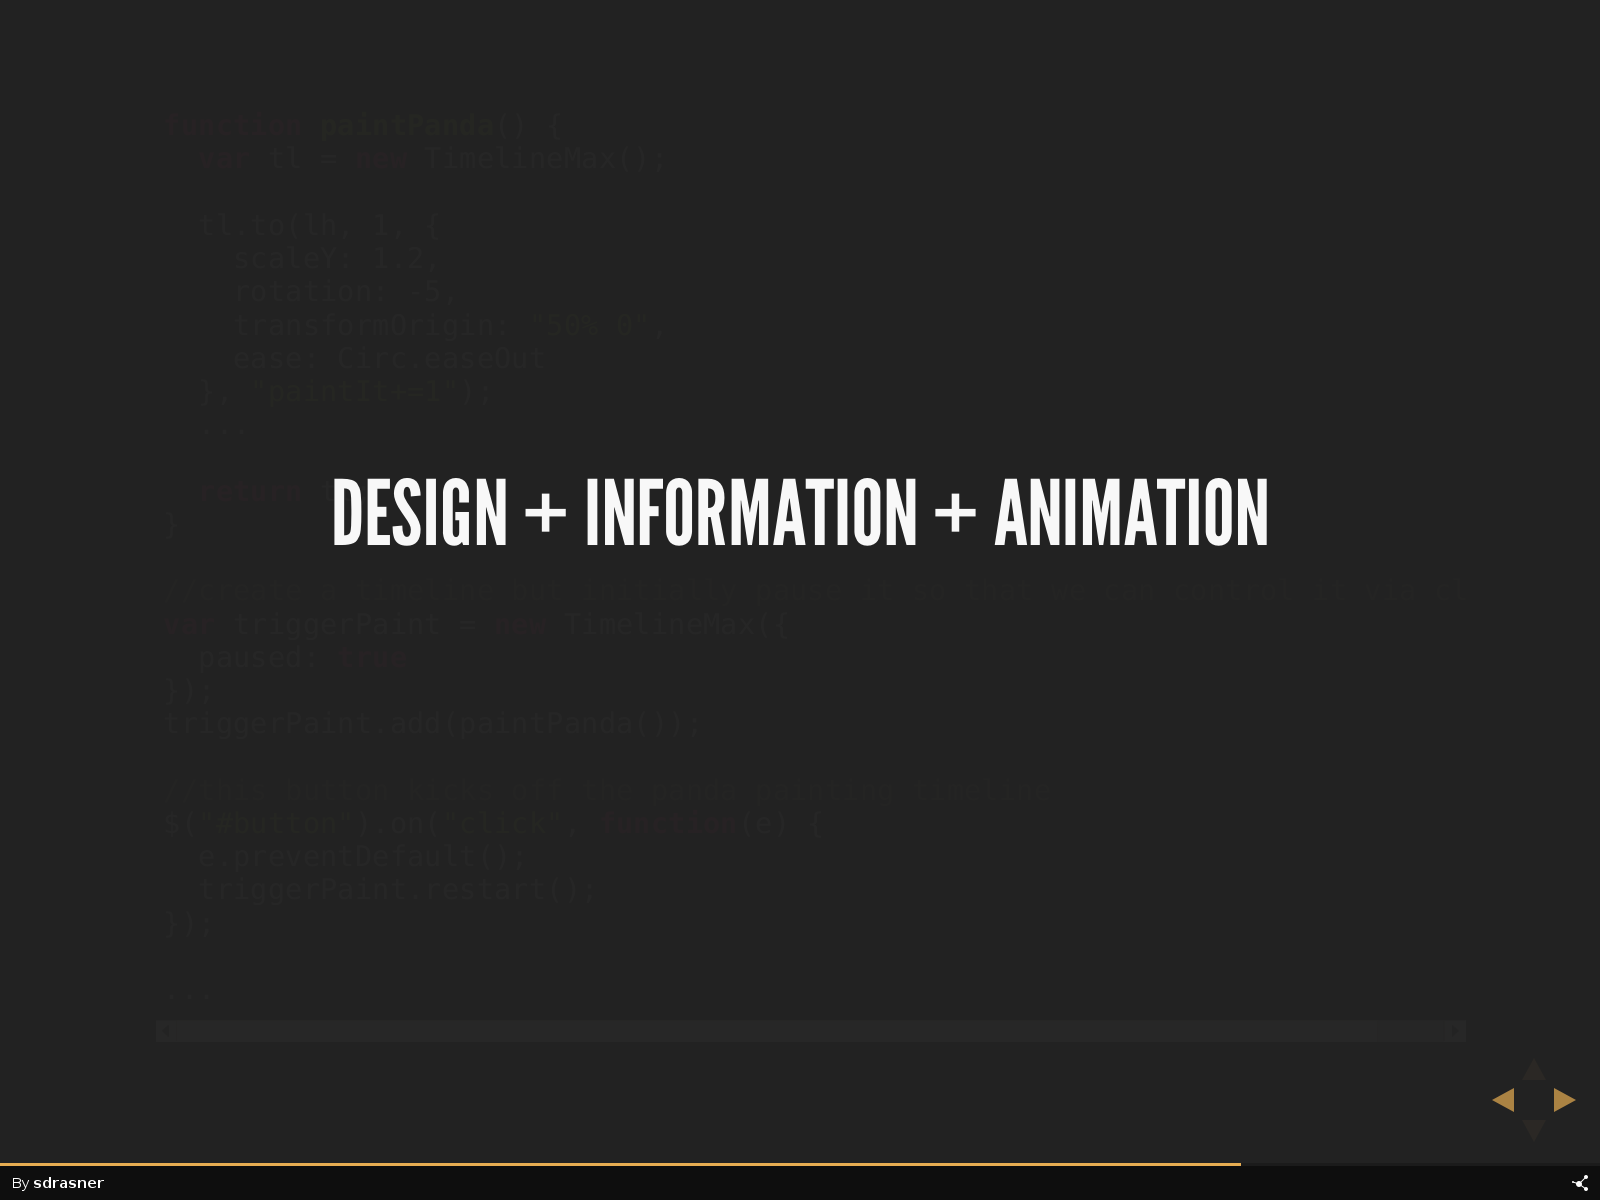 function paintPanda() {
var tl = new TimelineMax();
tl.to(lh, 1, {
scaleY: 1.2,
rotation: -5,
transformOrigin: "50% 0",
ease: Circ.easeOut
}, "paintIt+=1");
...
return
}
DESIGN + INFORMATION + ANIMATION
//create a timeline but initially pause it so that we can control it via
var triggerPaint = new TimelineMax({
paused: true
});
triggerPaint.add(paintPanda());
//this button kicks off the panda painting timeline
$("#button").on("click", function(e) {
e.preventDefault();
triggerPaint.restart();
});
...
By sdrasner